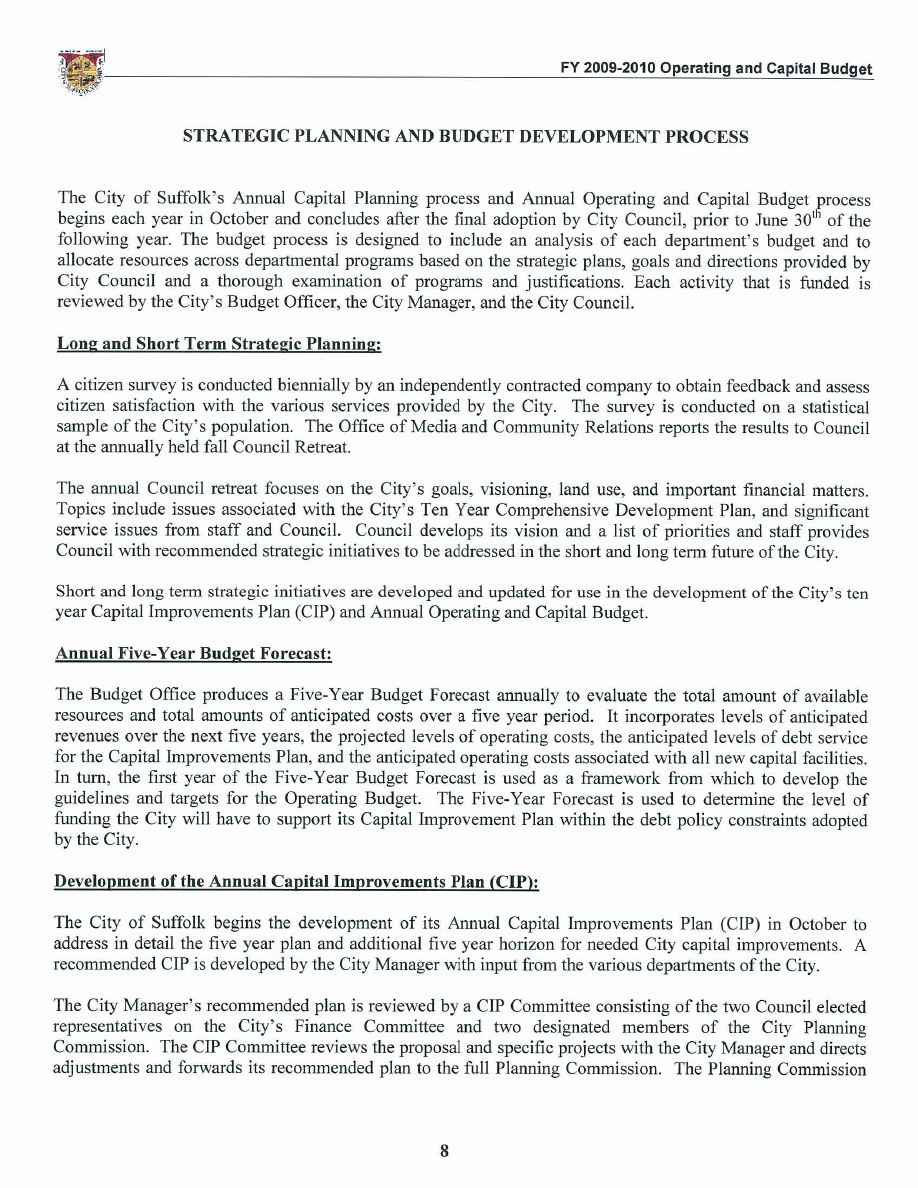 FY 2009-2010 Operating and Capital Budget
STRATEGIC PLANNING AND BUDGET DEVELOPMENT PROCESS
The City of Suffolk's Annual Capital Planning process and Annual Operating and Capital Budget process
begins each year in October and concludes after the final adoption by City Council, prior to June 30th of the
following year. The budget process is designed to include an analysis of each department's budget and to
allocate resources across departmental programs based on the strategic plans, goals and directions provided by
City Council and a thorough examination of programs and justifications. Each activity that is funded is
reviewed by the City's Budget Officer, the City Manager, and the City Council.
Long and Short Term Strategic Planning:
A citizen survey is conducted biennially by an independently contracted company to obtain feedback and assess
citizen satisfaction with the various services provided by the City. The survey is conducted on a statistical
sample of the City's population. The Office of Media and Community Relations reports the results to Council
at the annually held fall Council Retreat.
The annual Council retreat focuses on the City's goals, visioning, land use, and important financial matters.
Topics include issues associated with the City's Ten Year Comprehensive Development Plan, and significant
service issues from staff and Council. Council develops its vision and a list of priorities and staff provides
Council with recommended strategic initiatives to be addressed in the short and long term future of the City.
Short and long term strategic initiatives are developed and updated for use in the development of the City's ten
year Capital Improvements Plan (CIP) and Annual Operating and Capital Budget.
Annual Five-Year Budget Forecast:
The Budget Office produces a Five-Year Budget Forecast annually to evaluate the total amount of available
resources and total amounts of anticipated costs over a five year period. It incorporates levels of anticipated
revenues over the next five years, the projected levels of operating costs, the anticipated levels of debt service
for the Capital Improvements Plan, and the anticipated operating costs associated with all new capital facilities.
In turn, the first year of the Five-Year Budget Forecast is used as a framework from which to develop the
guidelines and targets for the Operating Budget. The Five-Year Forecast is used to determine the level of
funding the City will have to support its Capital Improvement Plan within the debt policy constraints adopted
by the City.
Development of the Annual Capital Improvements Plan (CIP):
The City of Suffolk begins the development of its Annual Capital Improvements Plan (CIP) in October to
address in detail the five year plan and additional five year horizon for needed City capital improvements. A
recommended CIP is developed by the City Manager with input from the various departments of the City.
The City Manager's recommended plan is reviewed by a CIP Committee consisting of the two Council elected
representatives on the City's Finance Committee and two designated members of the City Planning
Commission. The CIP Committee reviews the proposal and specific projects with the City Manager and directs
adjustments and forwards its recommended plan to the full Planning Commission. The Planning Commission
8